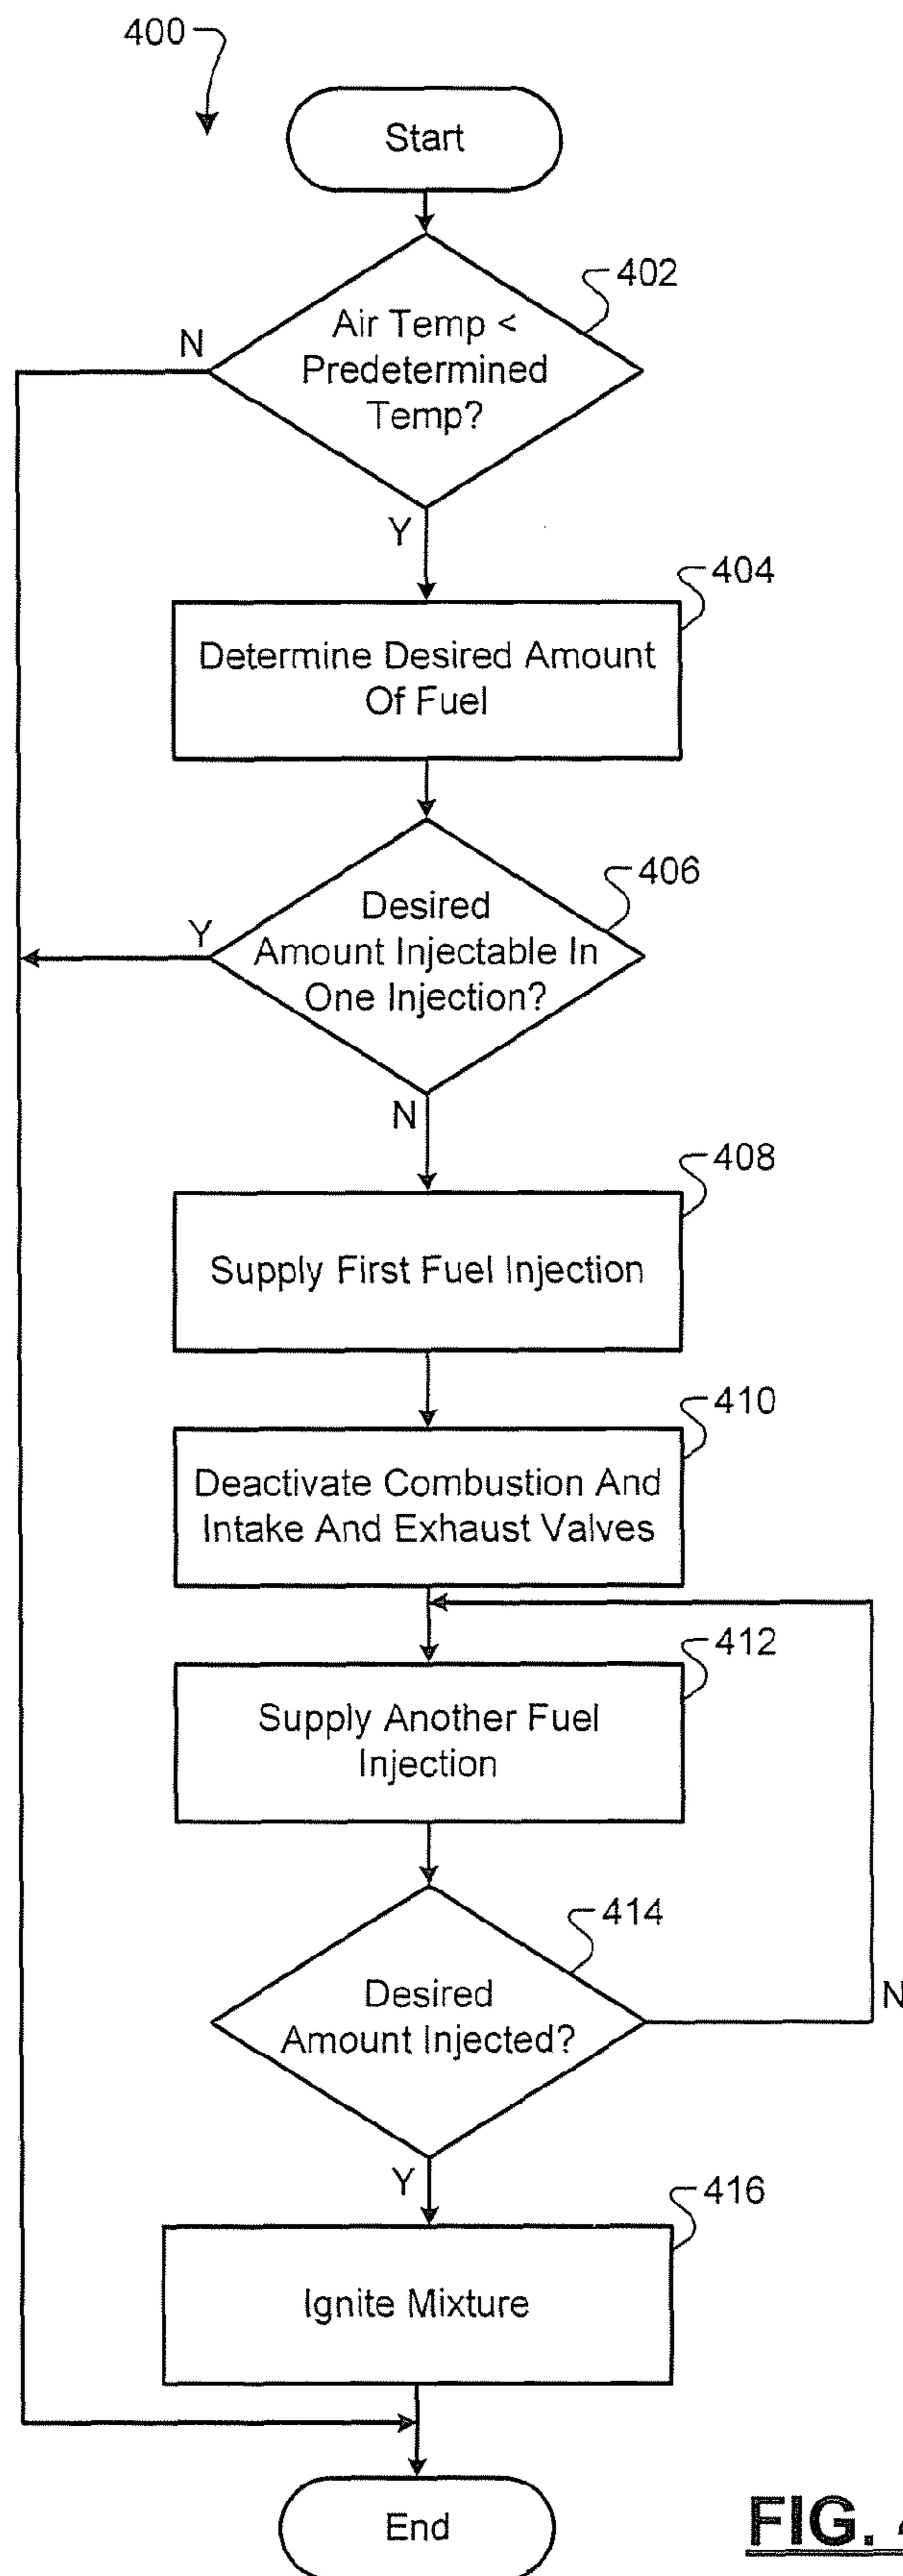 400
Start
402
Air Temp <
Predetermined
Temp?
N
Y
404
Determine Desired Amount
Of Fuel
406
Desired
Amount Injectable In
One Injection?
Y
N
408
Supply First Fuel Injection
410
Deactivate Combustion And
Intake And Exhaust Valves
412
Supply Another Fuel
Injection
414
Desired
Amount Injected?
N
Y
416
Ignite Mixture
End
FIG. 4